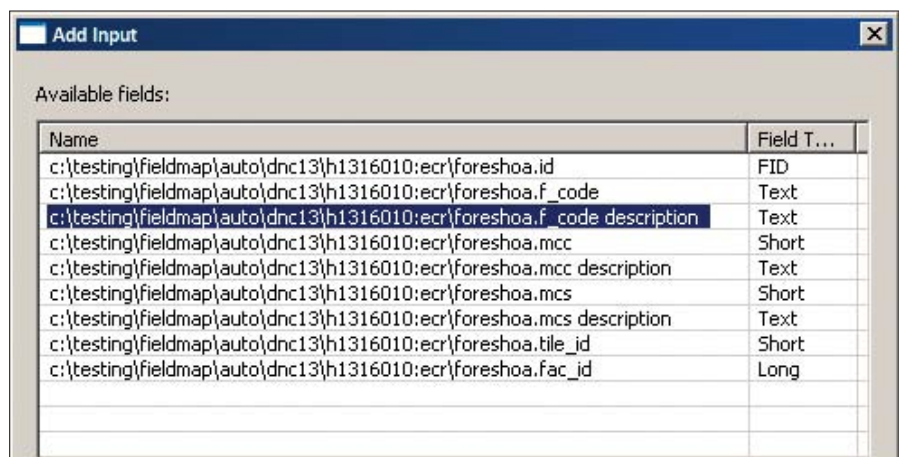 Add Input
Available fields:
Name Field T...
c:\testing\fieldmap\auto\dnc13\h1316010:ecr\foreshoa.id FID
c:\testing\fieldmap\auto\dnc13\h1316010:ecr\foreshoa.f_code Text
c:\testing\fieldmap\auto\dnc13\h1316010:ecr\foreshoa.f_code description Text
c:\testing\fieldmap\auto\dnc13\h1316010:ecr\foreshoa.mcc Short
c:\testing\fieldmap\auto\dnc13\h1316010:ecr\foreshoa.mcc description Text
c:\testing\fieldmap\auto\dnc13\h1316010:ecr\foreshoa.mcs Short
c:\testing\fieldmap\auto\dnc13\h1316010:ecr\foreshoa.mcs description Text
c:\testing\fieldmap\auto\dnc13\h1316010:ecr\foreshoa.tile_id Short
c:\testing\fieldmap\auto\dnc13\h1316010:ecr\foreshoa.fac_id Long